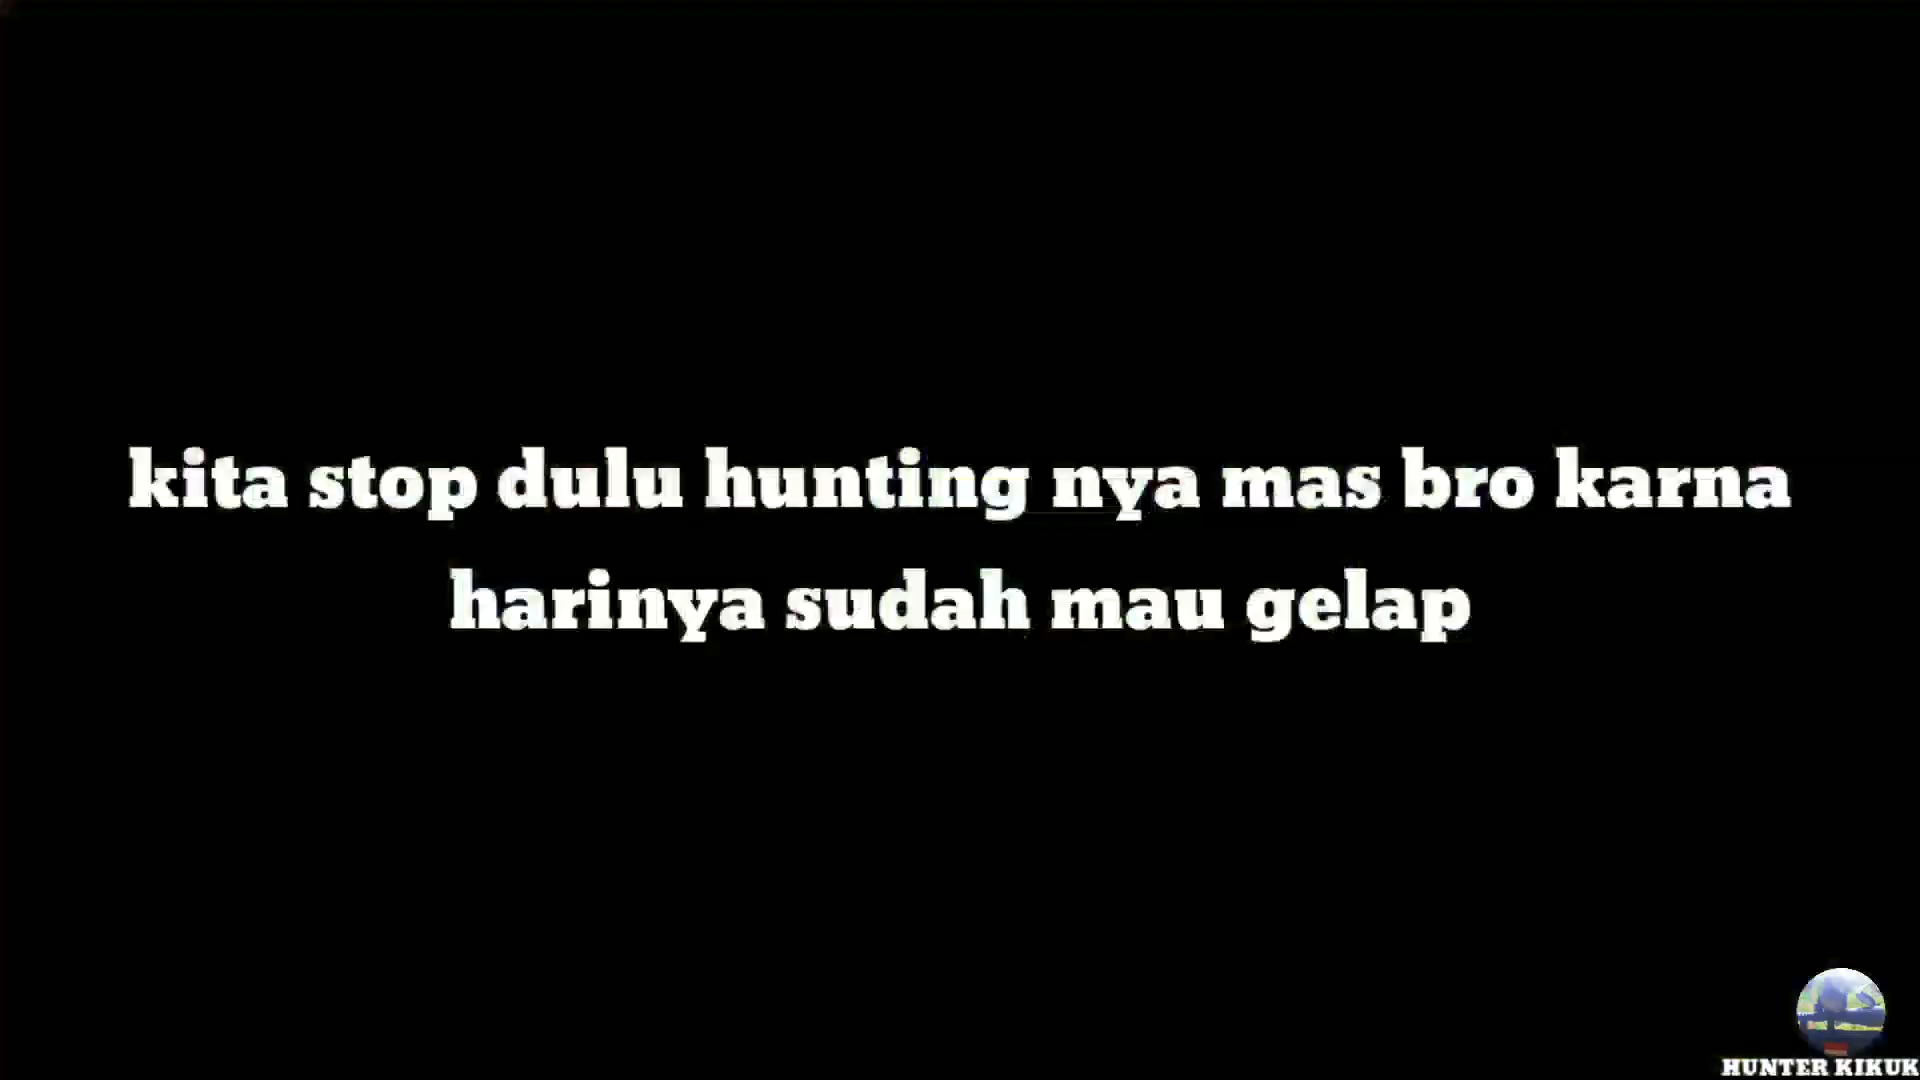 kita stop dulu hunting nya mas bro karna
harinya sudah mau gelap
HUNTER KIKUK